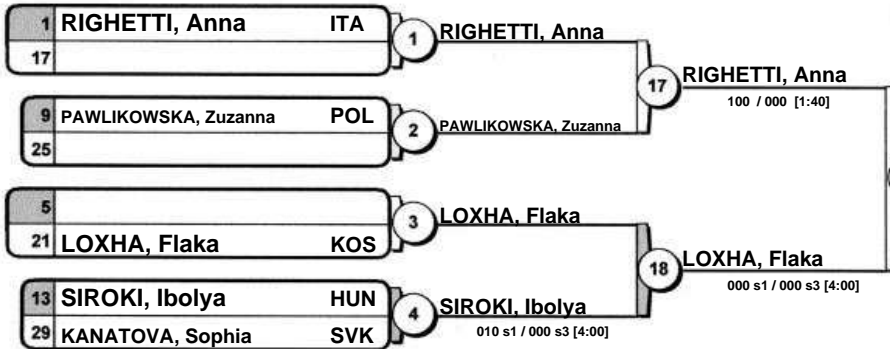 1 RIGHETTI, Anna ITA
17
1
RIGHETTI, Anna
9 PAWLIKOWSKA, Zuzanna POL
25
2
PAWLIKOWSKA, Zuzanna
17
RIGHETTI, Anna
100 / 000 [1:40]
5
21 LOXHA, Flaka KOS
3
LOXHA, Flaka
13 SIROKI, Ibolya HUN
29 KANATOVA, Sophia SVK
4
SIROKI, Ibolya
010 s1 / 000 s3 [4:00]
18
LOXHA, Flaka
000 s1 / 000 s3 [4:00]